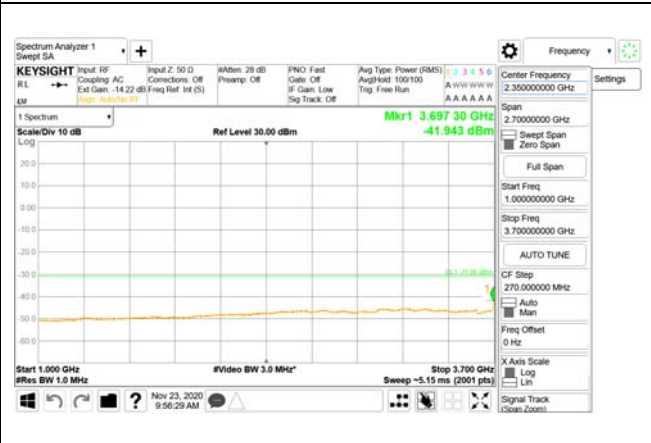 Spectrum Analyzer 1
Swept SA
Frequency
KEYSIGHT
Input: RF
Coupling: AC
Ext Gain: -14.22 dB
Align: Auto/No RF
Input Z: 50 Ω
Corrections: Off
Freq Ref: Int (S)
#Atten: 28 dB
Preamp: Off
PNO: Fast
Gate: Off
IF Gain: Low
Sig Track: Off
Avg Type: Power (RMS)
Avg|Hold: 100/100
Trig: Free Run
1 2 3 4 5 6
A W W W W W
A A A A A A
R L
1 Spectrum
Mkr1 3.697 30 GHz
-41.943 dBm
Scale/Div 10 dB
Ref Level 30.00 dBm
Log
20.0
10.0
0.00
-10.0
-20.0
-30.0
-40.0
-50.0
-60.0
1
Start 1.000 GHz
#Video BW 3.0 MHz*
Stop 3.700 GHz
#Res BW 1.0 MHz
Sweep ~5.15 ms (2001 pts)
Nov 23, 2020
9:56:29 AM
Center Frequency
2.350000000 GHz
Settings
Span
2.70000000 GHz
Swept Span
Zero Span
Full Span
Start Freq
1.000000000 GHz
Stop Freq
3.700000000 GHz
AUTO TUNE
CF Step
270.000000 MHz
Auto
Man
Freq Offset
0 Hz
X Axis Scale
Log
Lin
Signal Track
(Span Zoom)